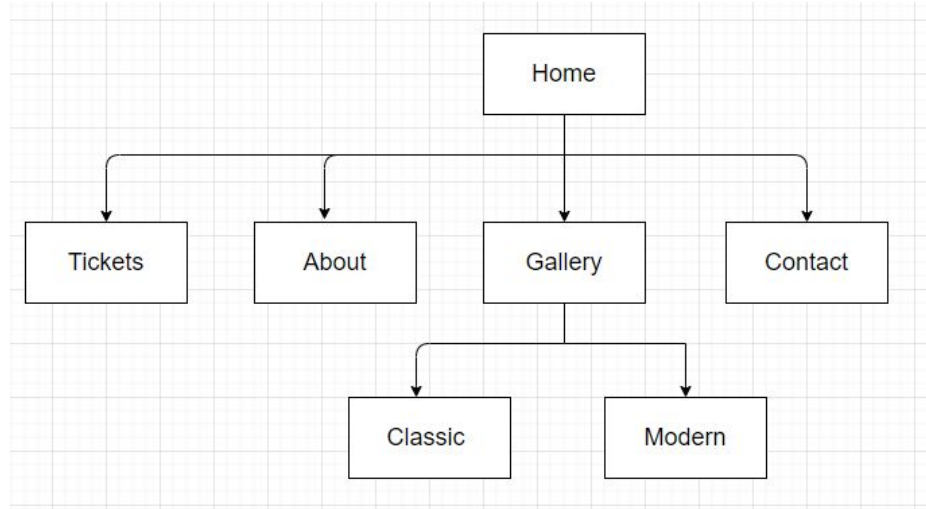 Home
Tickets
About
Gallery
Contact
Classic
Modern